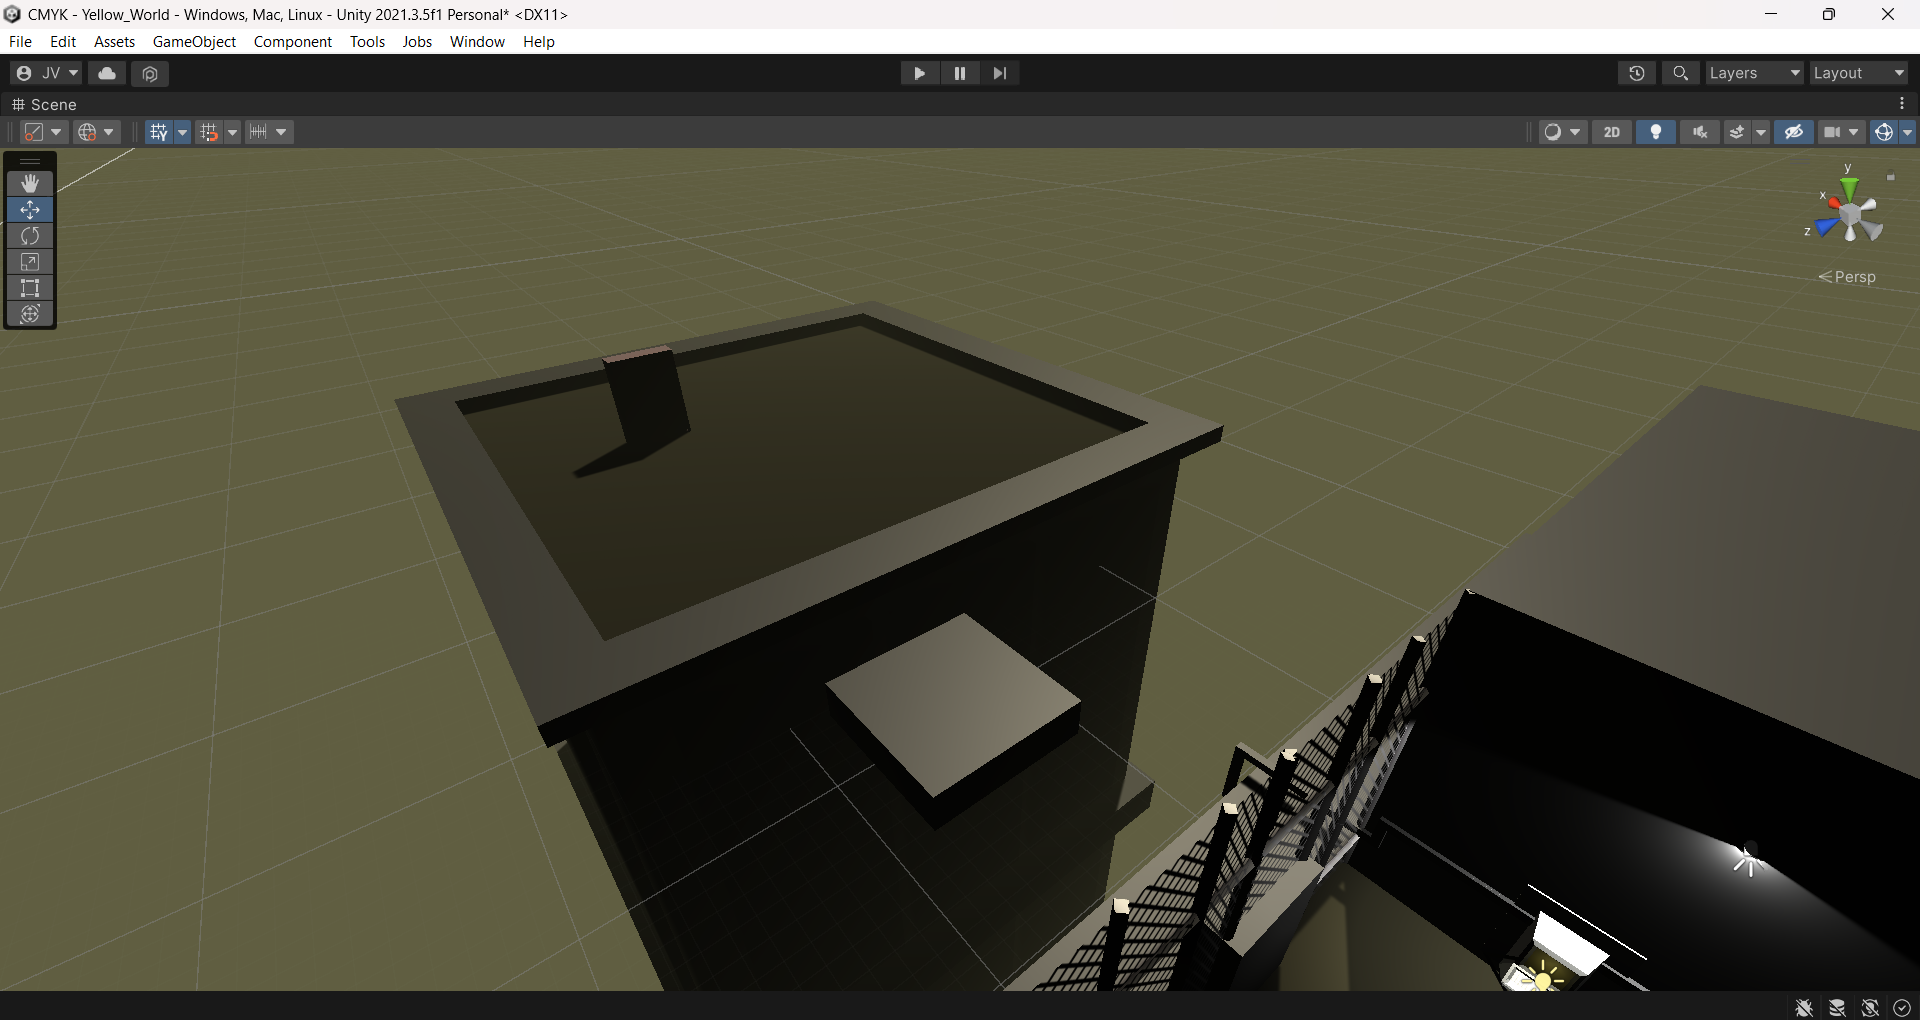 CMYK - Yellow_World - Windows, Mac, Linux - Unity 2021.3.5f1 Personal* <DX11>
File Edit Assets GameObject Component Tools Jobs Window Help
JV Layers Layout
Scene
2D
y
x
z
Persp